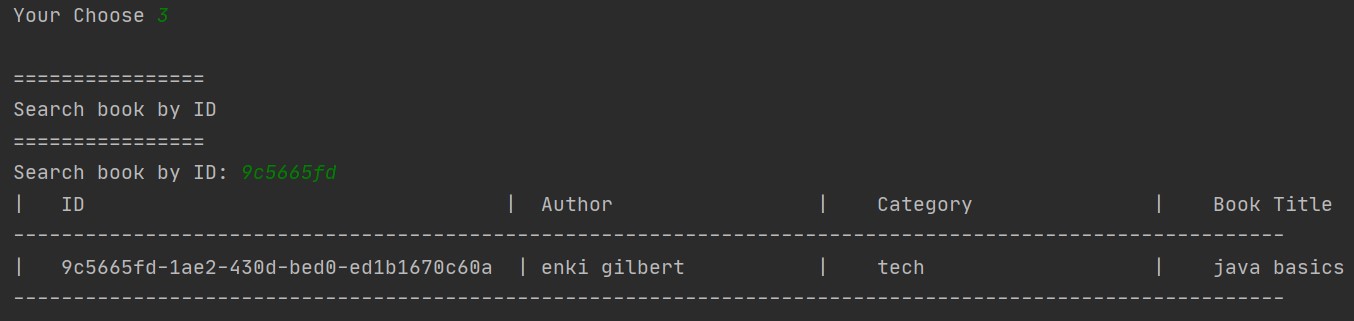 Your Choose 3
================
Search book by ID
================
Search book by ID: 9c5665fd
|   ID                                   |  Author                 |    Category               |    Book Title
----------------------------------------------------------------------------------------------------------
|   9c5665fd-1ae2-430d-bed0-ed1b1670c60a  | enki gilbert           |    tech                   |    java basics
----------------------------------------------------------------------------------------------------------